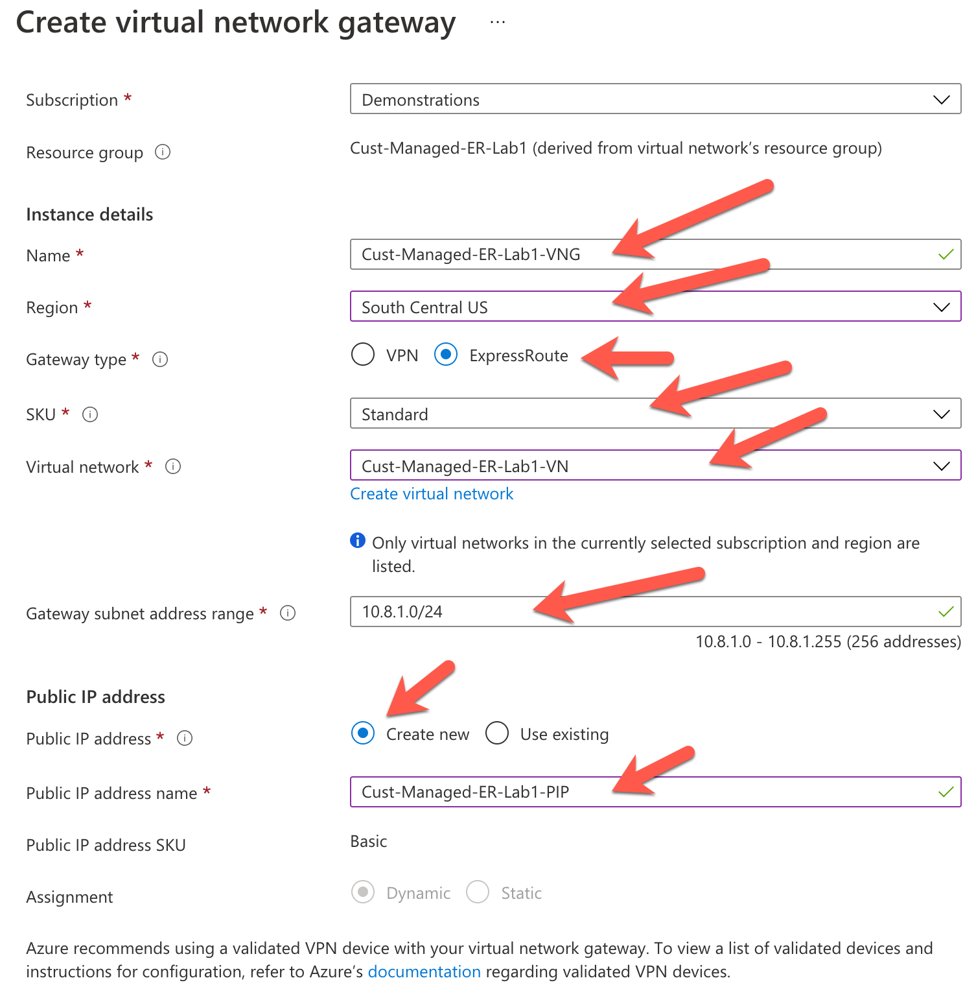 Create virtual network gateway ...
Subscription *
Demonstrations
Resource group
Cust-Managed-ER-Lab1 (derived from virtual network’s resource group)
Instance details
Name *
Cust-Managed-ER-Lab1-VNG
Region *
South Central US
Gateway type *
VPN ExpressRoute
SKU *
Standard
Virtual network *
Cust-Managed-ER-Lab1-VN
Create virtual network
Only virtual networks in the currently selected subscription and region are
listed.
Gateway subnet address range *
10.8.1.0/24
10.8.1.0 - 10.8.1.255 (256 addresses)
Public IP address
Public IP address *
Create new Use existing
Public IP address name *
Cust-Managed-ER-Lab1-PIP
Public IP address SKU
Basic
Assignment
Dynamic Static
Azure recommends using a validated VPN device with your virtual network gateway. To view a list of validated devices and
instructions for configuration, refer to Azure’s documentation regarding validated VPN devices.